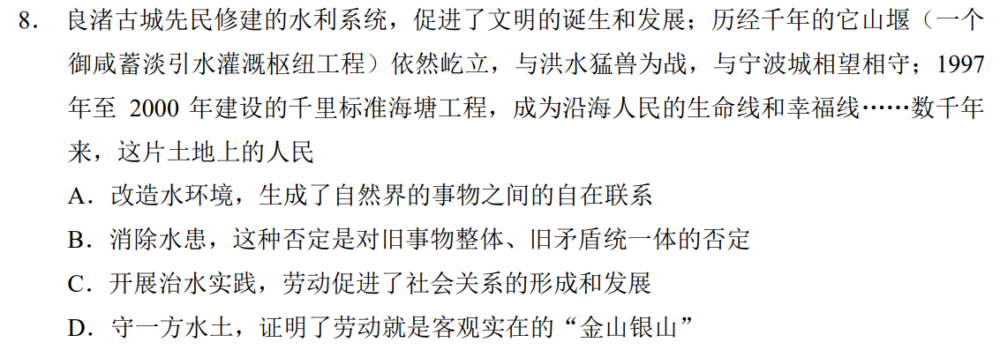 8. 良渚古城先民修建的水利系统，促进了文明的诞生和发展；历经千年的它山堰（一个
御咸蓄淡引水灌溉枢纽工程）依然屹立，与洪水猛兽为战，与宁波城相望相守；1997
年至 2000 年建设的千里标准海塘工程，成为沿海人民的生命线和幸福线……数千年
来，这片土地上的人民
A．改造水环境，生成了自然界的事物之间的自在联系
B．消除水患，这种否定是对旧事物整体、旧矛盾统一体的否定
C．开展治水实践，劳动促进了社会关系的形成和发展
D．守一方水土，证明了劳动就是客观实在的“金山银山”